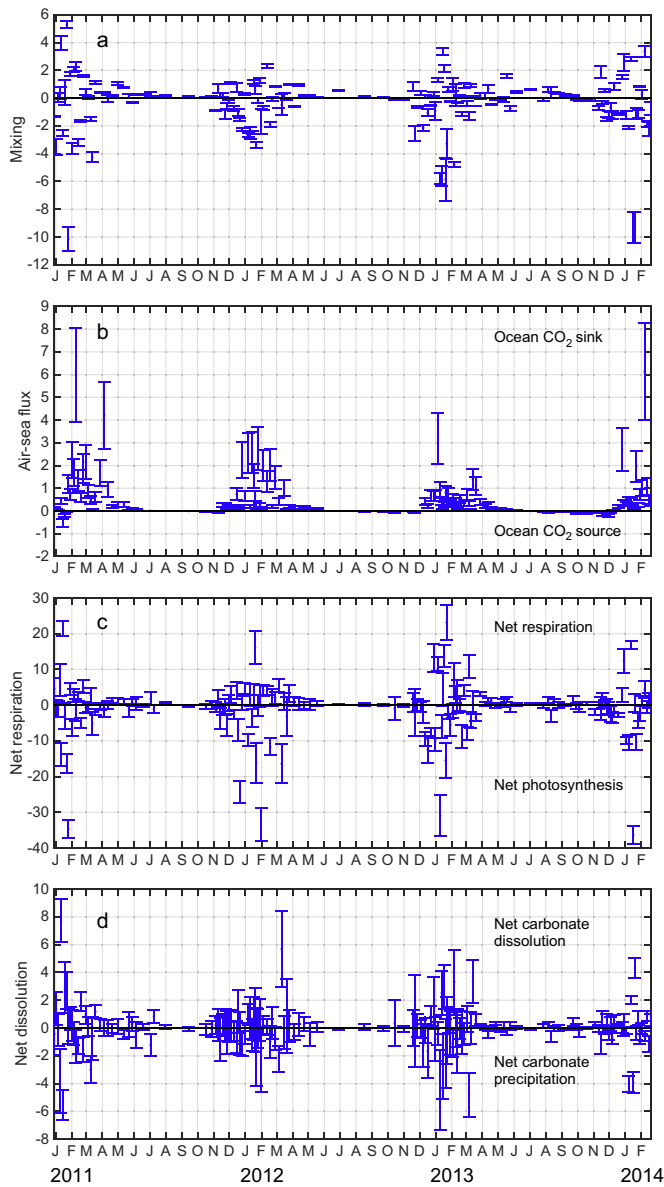 a
Mixing
6
4
2
0
-2
-4
-6
-8
-10
-12
J F M A M J J A S O N D J F M A M J J A S O N D J F M A M J J A S O N D J F
b
Ocean CO2 sink
Air-sea flux
9
8
7
6
5
4
3
2
1
0
-1
-2
Ocean CO2 source
J F M A M J J A S O N D J F M A M J J A S O N D J F M A M J J A S O N D J F
c
Net respiration
Net respiration
30
20
10
0
-10
-20
-30
-40
Net photosynthesis
J F M A M J J A S O N D J F M A M J J A S O N D J F M A M J J A S O N D J F
d
Net carbonate
dissolution
Net dissolution
10
8
6
4
2
0
-2
-4
-6
-8
Net carbonate
precipitation
J F M A M J J A S O N D J F M A M J J A S O N D J F M A M J J A S O N D J F
2011 2012 2013 2014